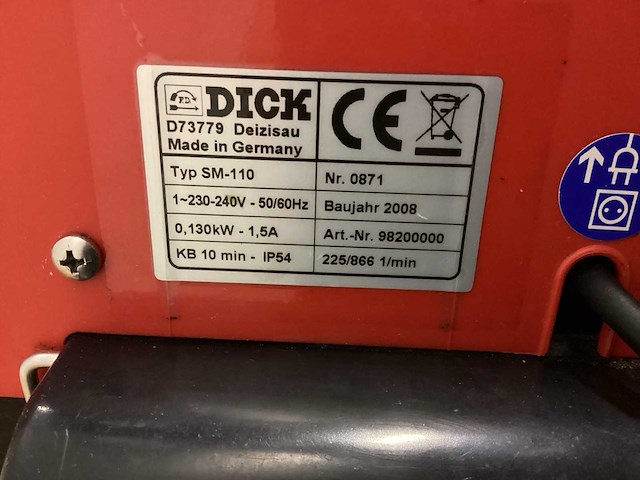 F.D. DICK
D73779 Deizisau
Made in Germany
CE
Typ SM-110
Nr. 0871
1~230-240V - 50/60Hz
Baujahr 2008
0,130kW - 1,5A
Art.-Nr. 98200000
KB 10 min - IP54
225/866 1/min